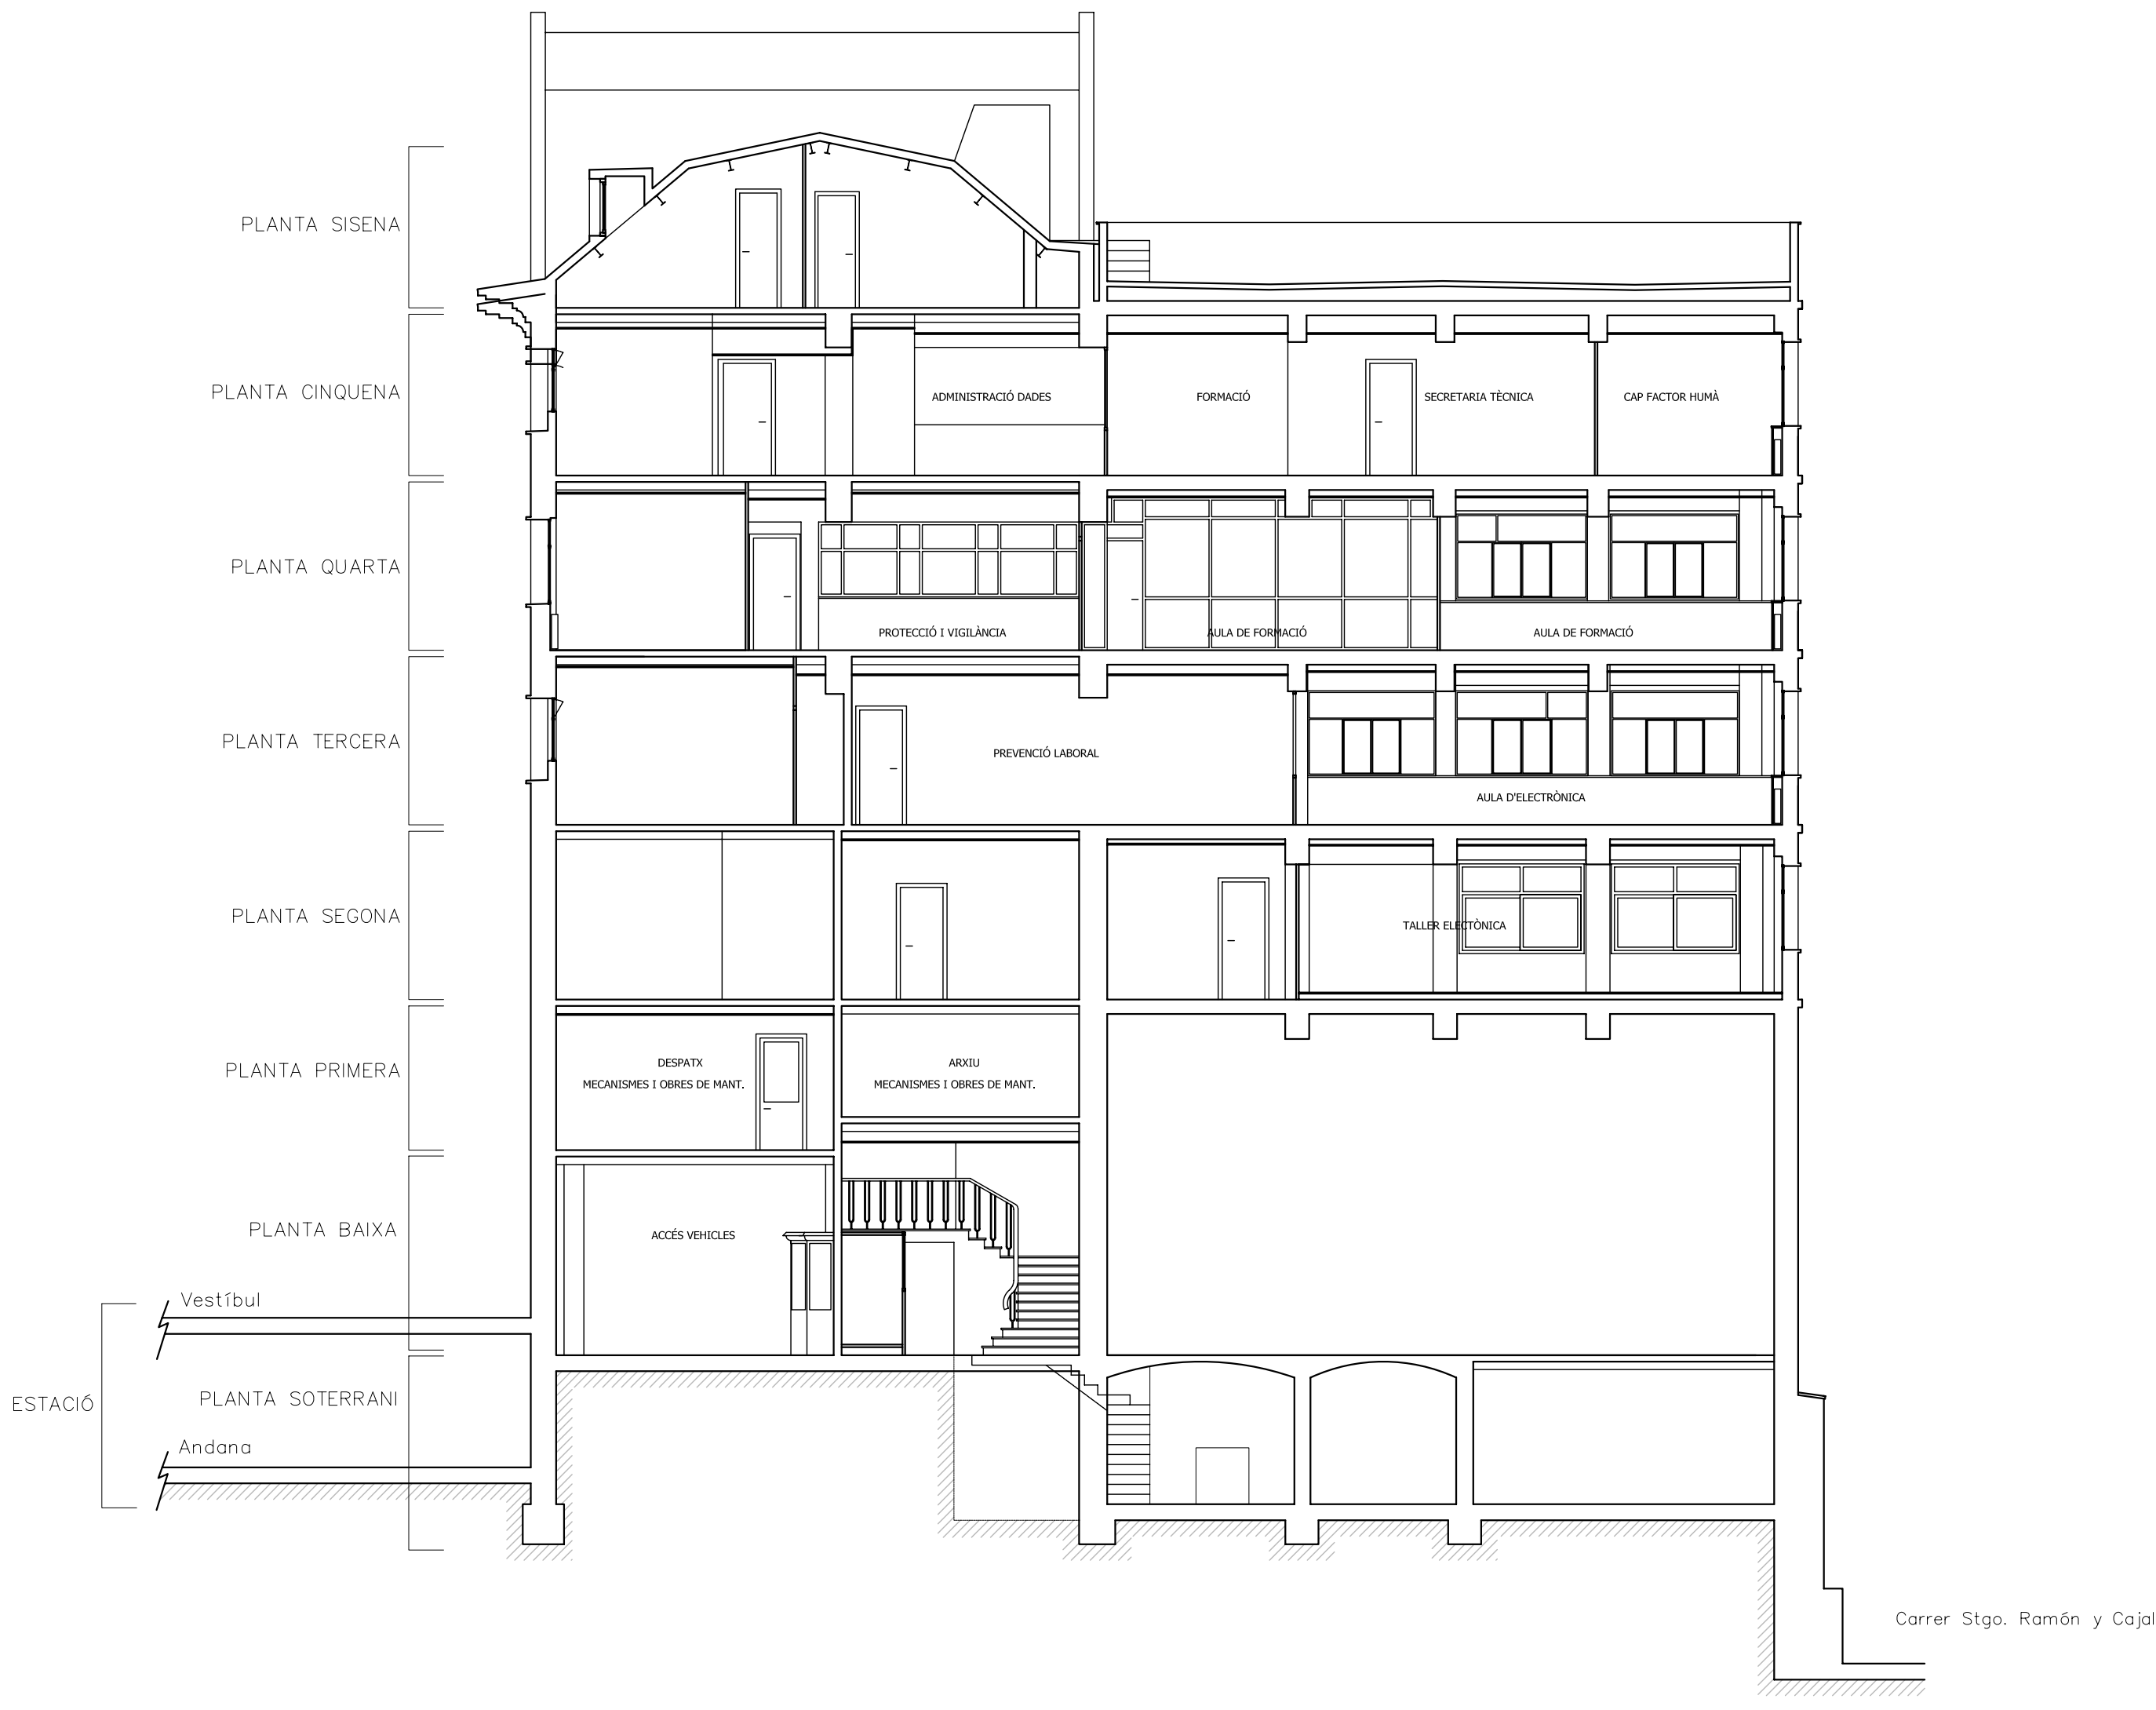 PLANTA SISENA
PLANTA CINQUENA
ADMINISTRACIÓ DADES
FORMACIÓ
SECRETARIA TÈCNICA
CAP FACTOR HUMÀ
PLANTA QUARTA
PROTECCIÓ I VIGILÀNCIA
AULA DE FORMACIÓ
AULA DE FORMACIÓ
PLANTA TERCERA
PREVENCIÓ LABORAL
AULA D'ELECTRÒNICA
PLANTA SEGONA
TALLER ELECTÒNICA
PLANTA PRIMERA
DESPATX
MECANISMES I OBRES DE MANT.
ARXIU
MECANISMES I OBRES DE MANT.
PLANTA BAIXA
ACCÉS VEHICLES
Vestíbul
PLANTA SOTERRANI
ESTACIÓ
Andana
Carrer Stgo. Ramón y Cajal